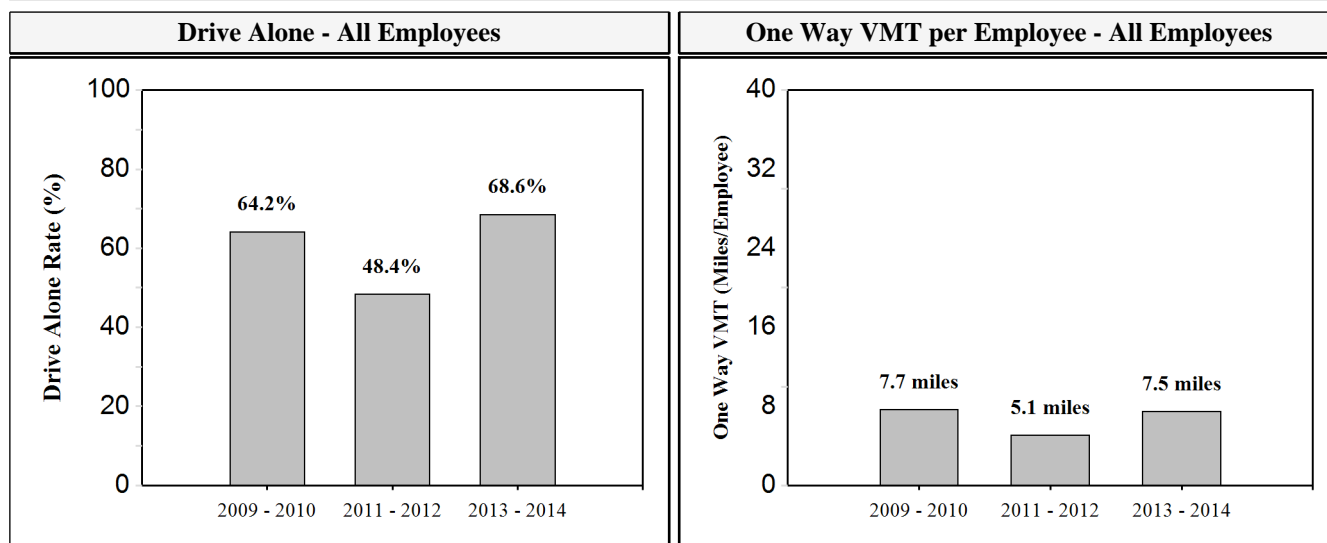 Drive Alone - All Employees
Drive Alone Rate (%)
100
80
60
40
20
0
64.2%
48.4%
68.6%
2009 - 2010
2011 - 2012
2013 - 2014
One Way VMT per Employee - All Employees
One Way VMT (Miles/Employee)
40
32
24
16
8
0
7.7 miles
5.1 miles
7.5 miles
2009 - 2010
2011 - 2012
2013 - 2014